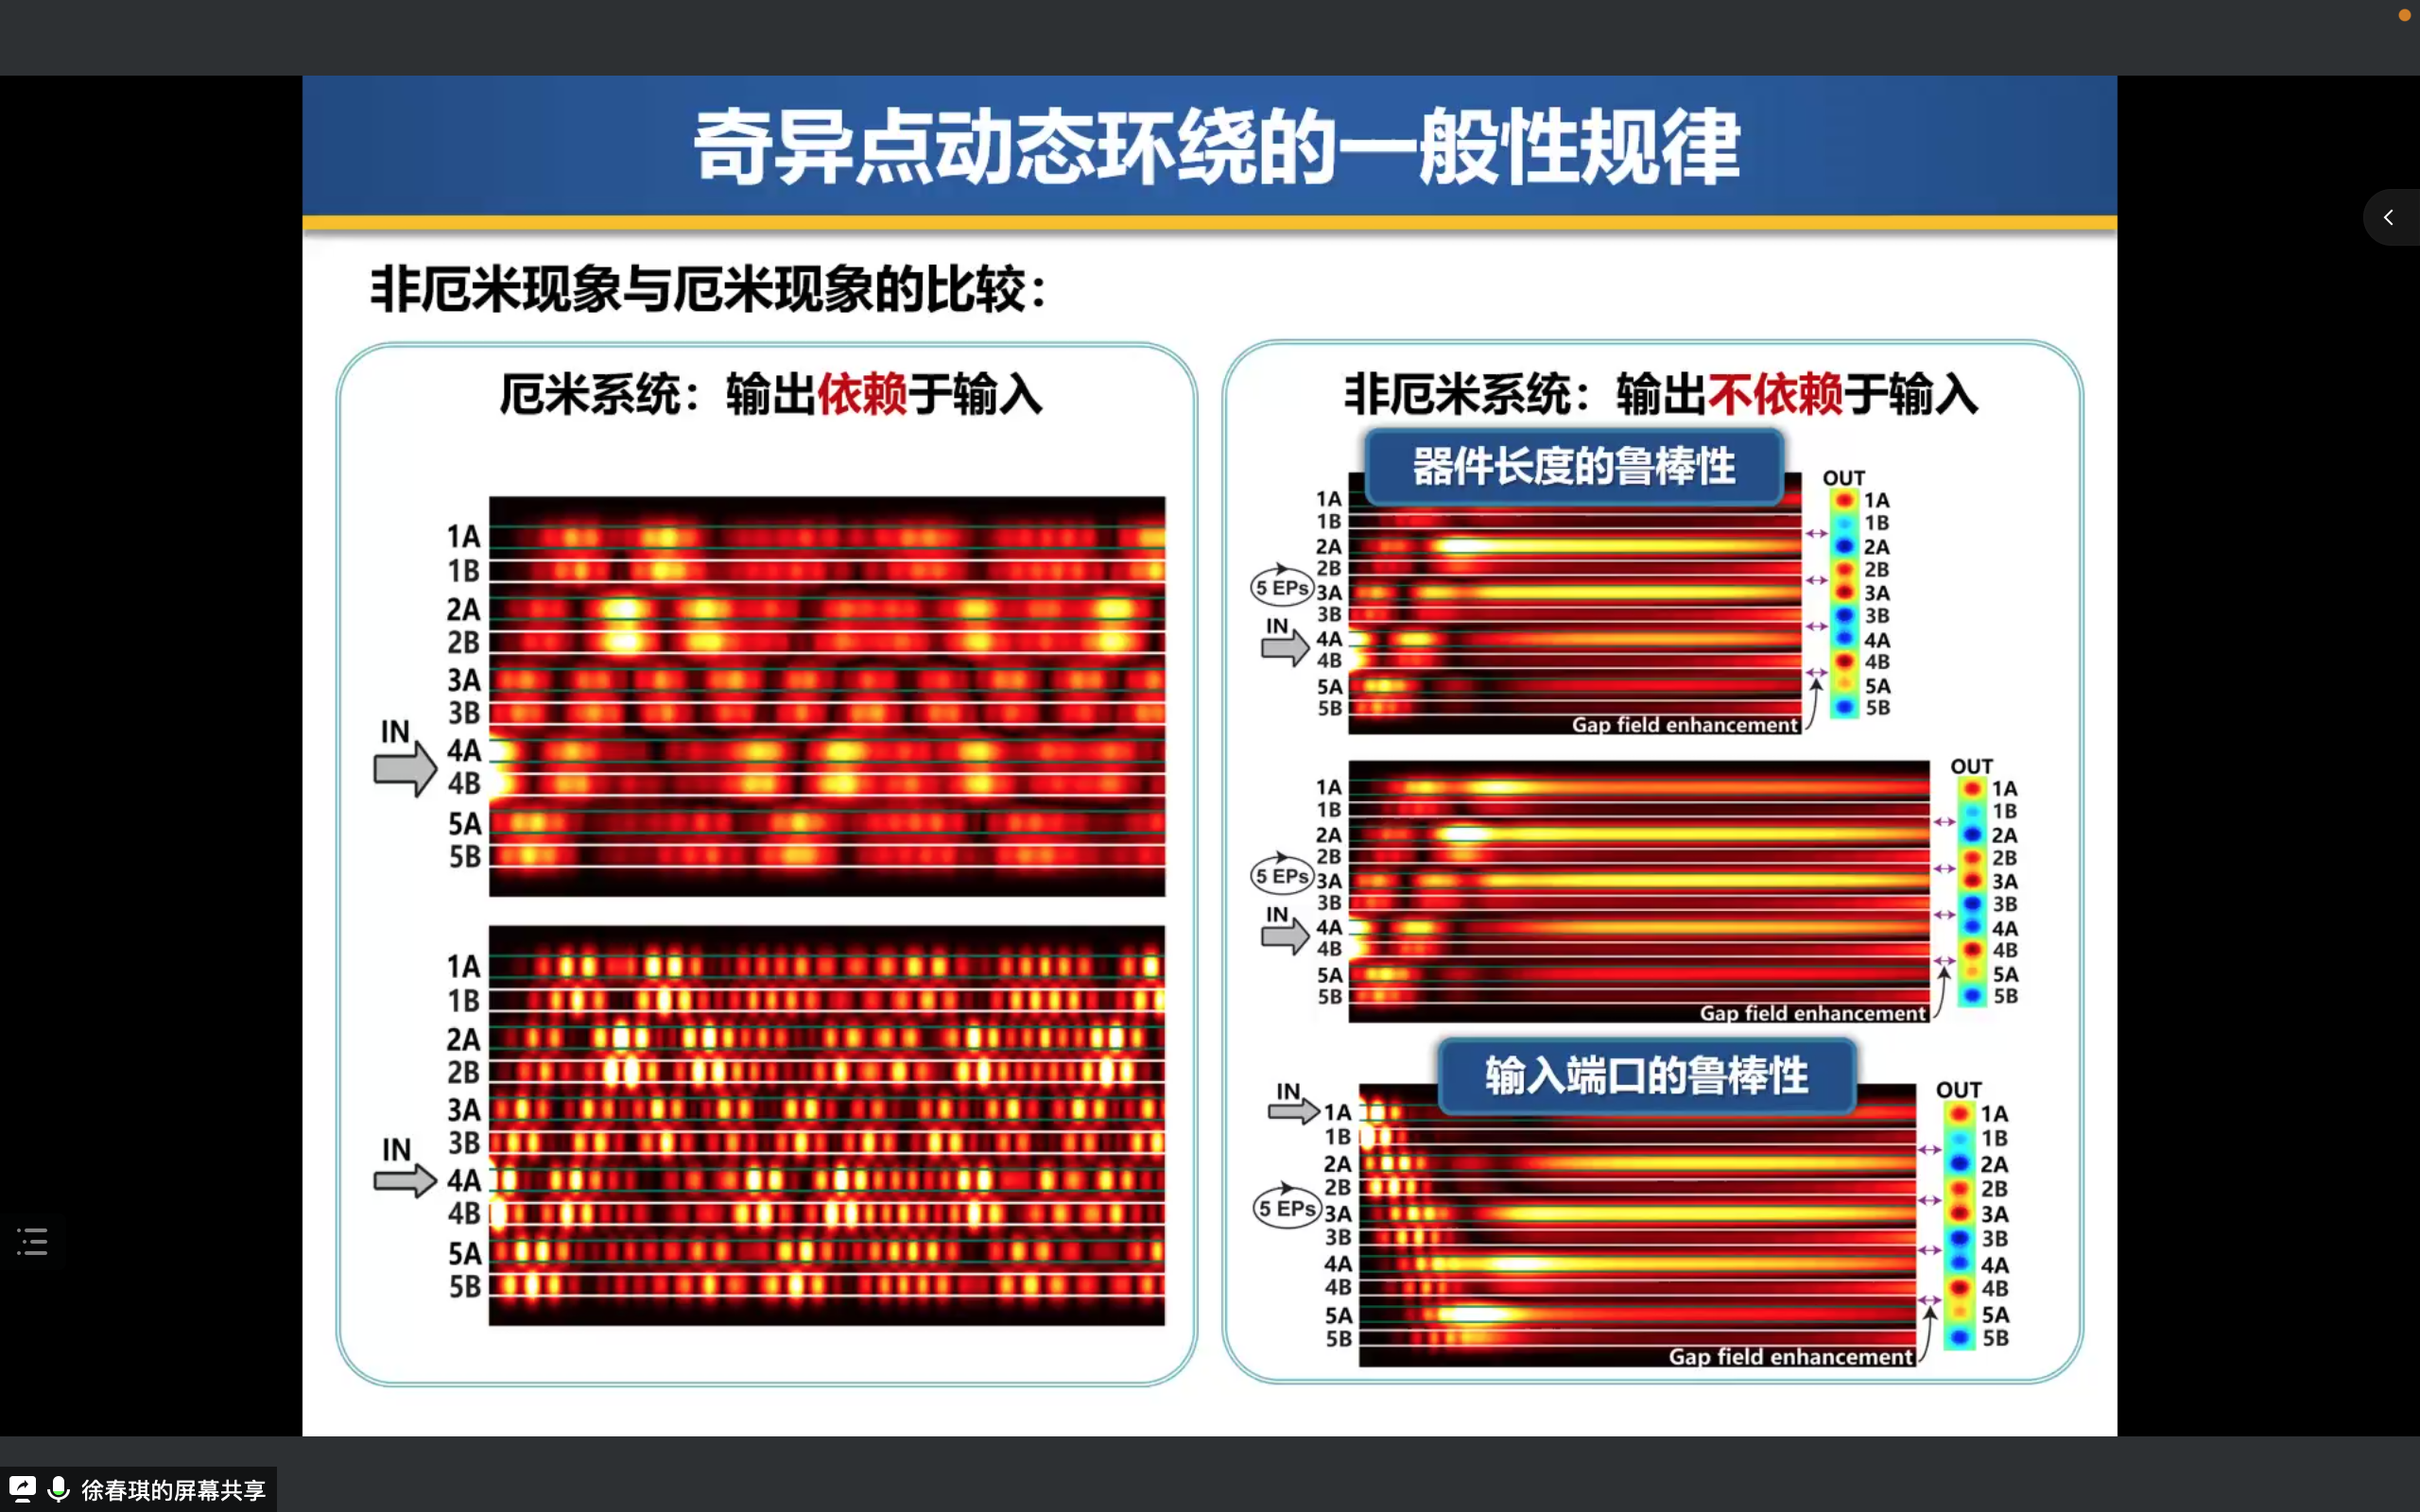 奇异点动态环绕的一般性规律
非厄米现象与厄米现象的比较：
厄米系统：输出依赖于输入
1A
1B
2A
2B
3A
3B
IN
4A
4B
5A
5B
1A
1B
2A
2B
3A
3B
IN
4A
4B
5A
5B
非厄米系统：输出不依赖于输入
器件长度的鲁棒性
OUT
1A 1A
1B 1B
2A 2A
2B 2B
5 EPs 3A 3A
3B 3B
IN
4A 4A
4B 4B
5A 5A
5B 5B
Gap field enhancement
OUT
1A 1A
1B 1B
2A 2A
2B 2B
5 EPs 3A 3A
3B 3B
IN
4A 4A
4B 4B
5A 5A
5B 5B
Gap field enhancement
输入端口的鲁棒性
IN OUT
1A 1A
1B 1B
2A 2A
2B 2B
5 EPs 3A 3A
3B 3B
4A 4A
4B 4B
5A 5A
5B 5B
Gap field enhancement
徐春琪的屏幕共享